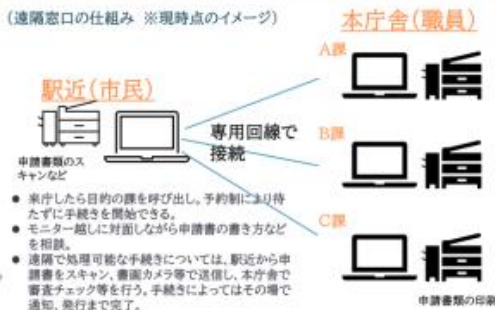 (遠隔窓口の仕組み ※現時点のイメージ)
本庁舎(職員)
駅近(市民)
申請書類のス
キャンなど
専用回線で
接続
A課
B課
C課
● 来庁したら目的の課を呼び出し。予約制により待
たずに手続きを開始できる。
● モニター越しに対面しながら申請書の書き方など
を相談。
● 遠隔で処理可能な手続きについては、駅近から申
請書をスキャン、書画カメラ等で送信し、本庁舎で
審査チェック等を行う。手続きによってはその場で
通知、発行まで完了。
申請書類の印刷